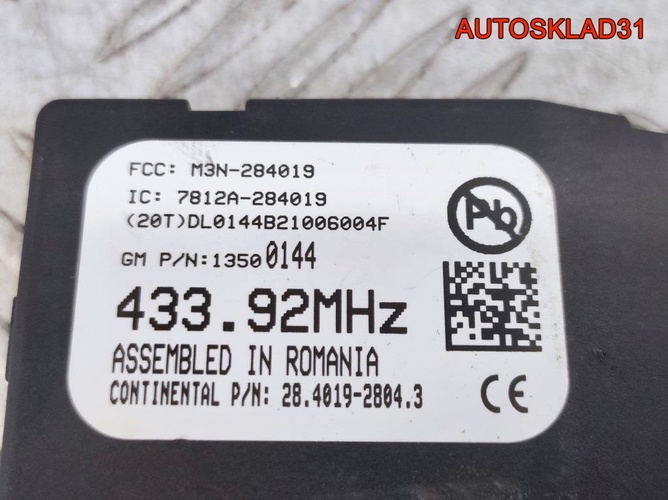 AUTOSKLAD31
FCC: M3N-284019
IC: 7812A-284019
(20T)DL0144B21006004F
GM P/N:13500144
433.92MHz
ASSEMBLED IN ROMANIA
CONTINENTAL P/N: 28.4019-2804.3
Pb
CE